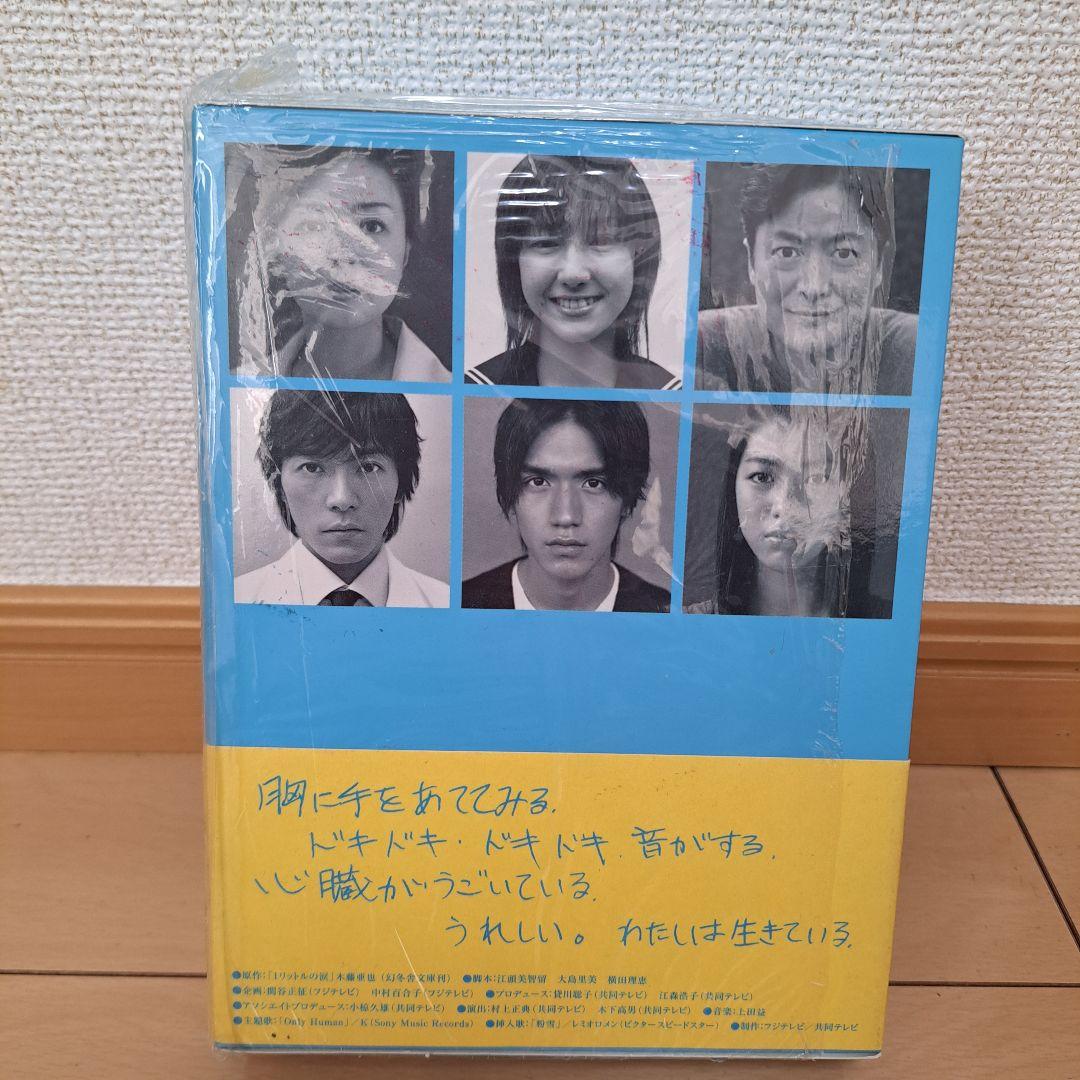 胸に手をあててみる.
ドキドキ・ドキドキ.音がする.
心臓がうごいている.
うれしい。わたしは生きている.
●原作:「1リットルの涙」木藤亜也(幻冬舎文庫刊) ●脚本:江頭美智留 大島里美 横田理恵
●企画:関谷正征(フジテレビ) 中村百合子(フジテレビ) ●プロデュース:貸川聡子(共同テレビ) 江森浩子(共同テレビ)
●アソシエイトプロデュース:小椋久雄(共同テレビ) ●演出:村上正典(共同テレビ) 木下高男(共同テレビ) ●音楽:上田益
●主題歌:「Only Human」/K(Sony Music Records) ●挿入歌:「粉雪」/レミオロメン(ビクタースピードスター) ●制作:フジテレビ/共同テレビ